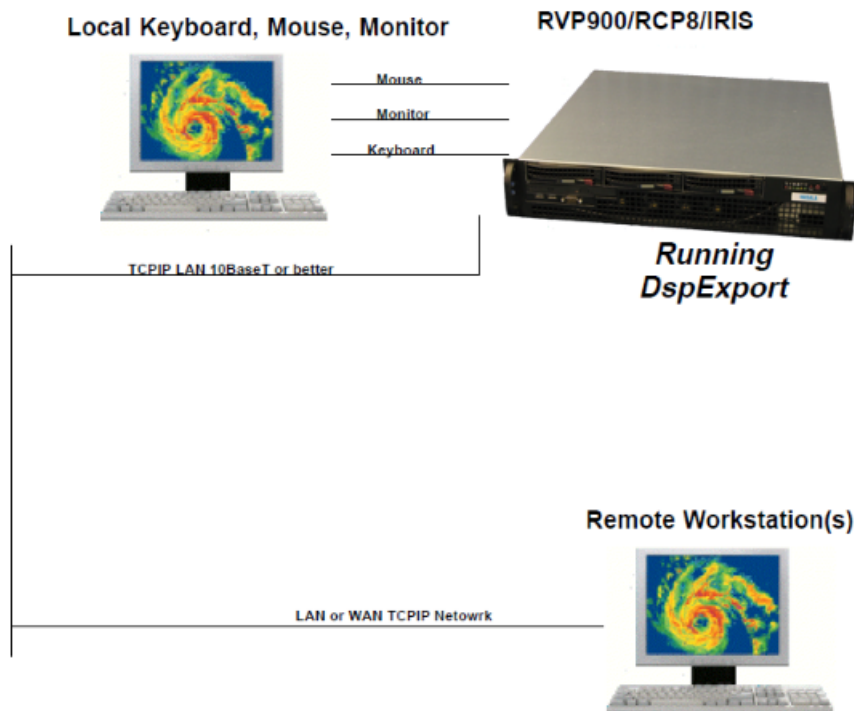 Local Keyboard, Mouse, Monitor
RVP900/RCP8/IRIS
Mouse
Monitor
Keyboard
Running
DspExport
TCPIP LAN 10BaseT or better
Remote Workstation(s)
LAN or WAN TCPIP Netowrk